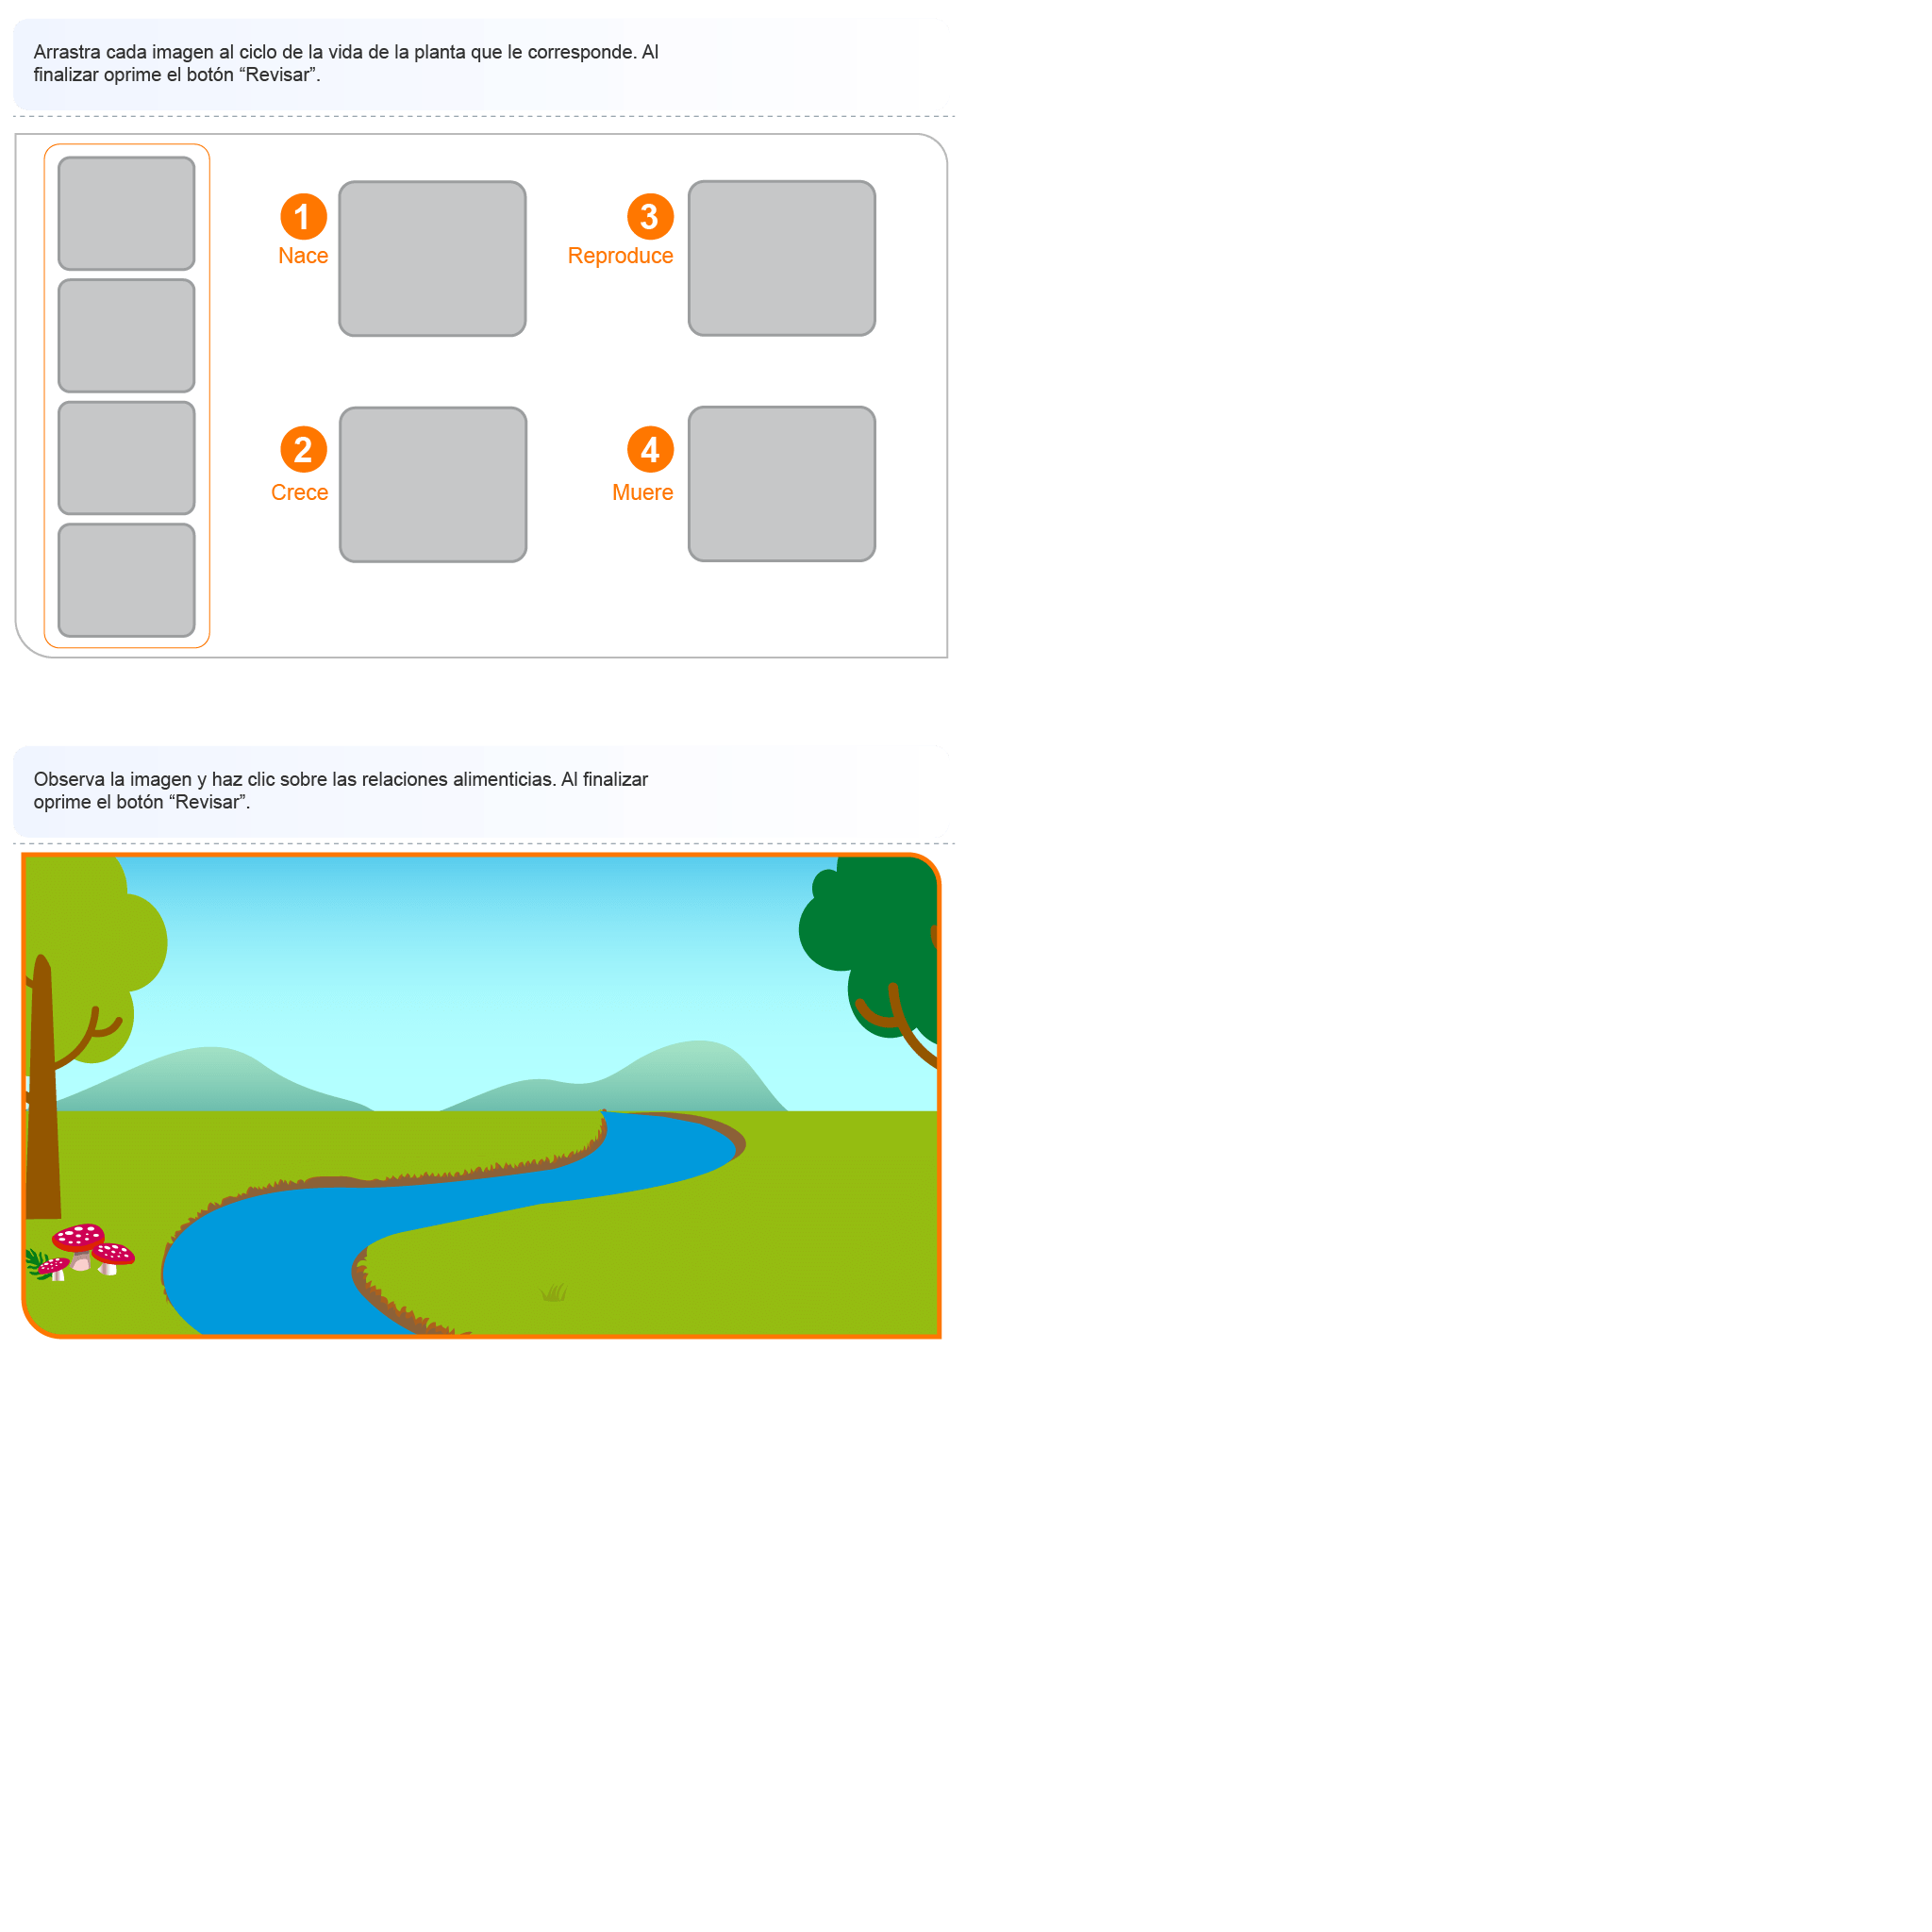 Arrastra cada imagen al ciclo de la vida de la planta que le corresponde. Al
finalizar oprime el botón “Revisar”.
1
Nace
3
Reproduce
2
Crece
4
Muere
Observa la imagen y haz clic sobre las relaciones alimenticias. Al finalizar
oprime el botón “Revisar”.